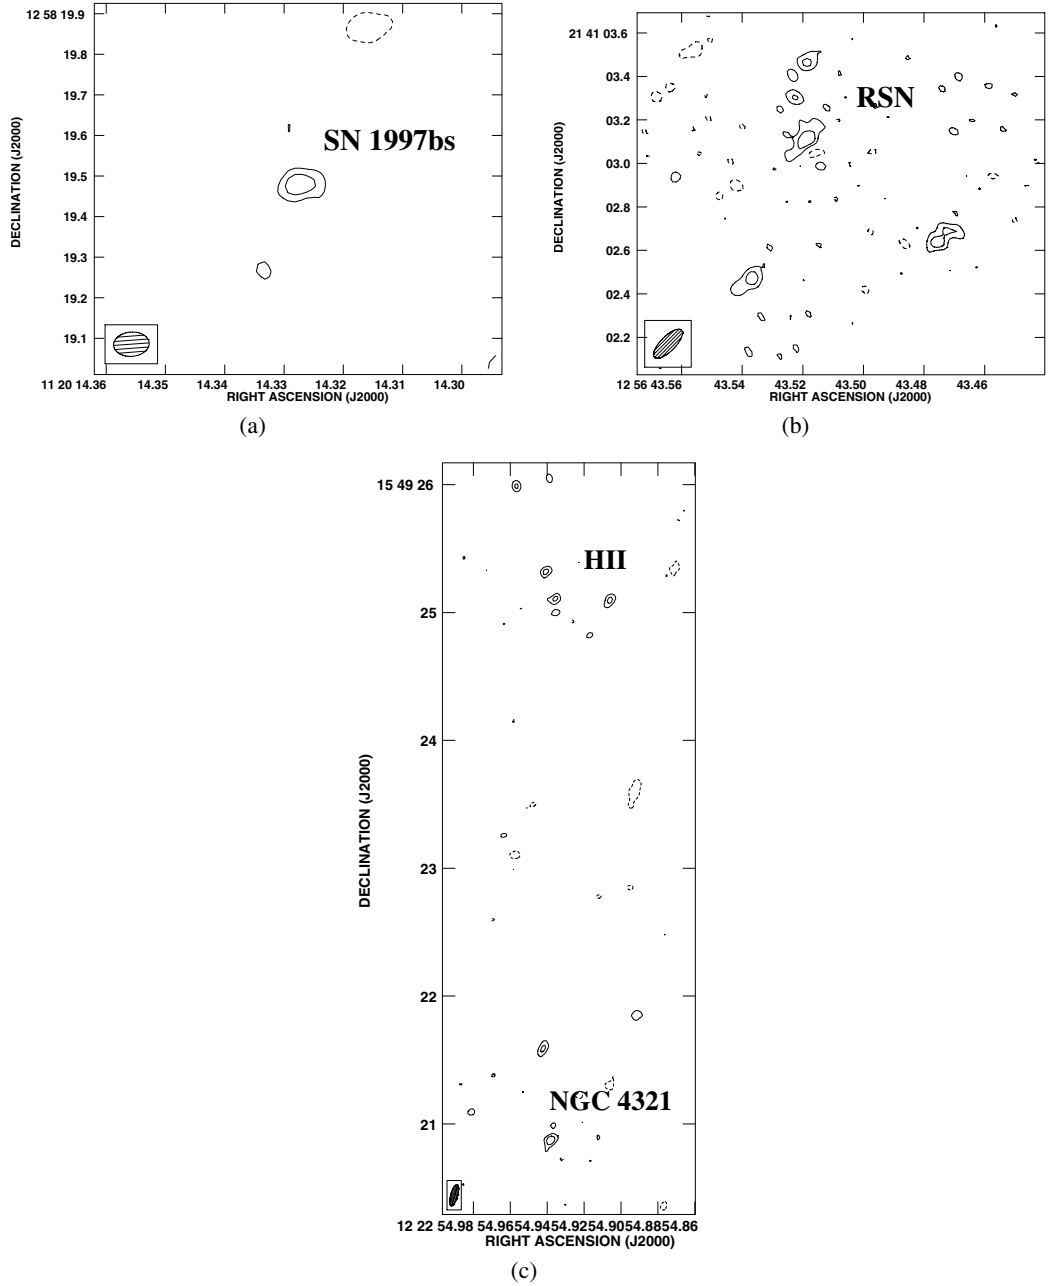 12 58 19.9
19.8
19.7
19.6
19.5
19.4
19.3
19.2
19.1
DECLINATION (J2000)
SN 1997bs
11 20 14.36 14.35 14.34 14.33 14.32 14.31 14.30
RIGHT ASCENSION (J2000)
(a)
21 41 03.6
03.4
03.2
03.0
02.8
02.6
02.4
02.2
DECLINATION (J2000)
RSN
12 56 43.56 43.54 43.52 43.50 43.48 43.46
RIGHT ASCENSION (J2000)
(b)
15 49 26
25
24
23
22
21
DECLINATION (J2000)
HII
NGC 4321
12 22 54.98 54.96 54.94 54.92 54.90 54.88 54.86
RIGHT ASCENSION (J2000)
(c)